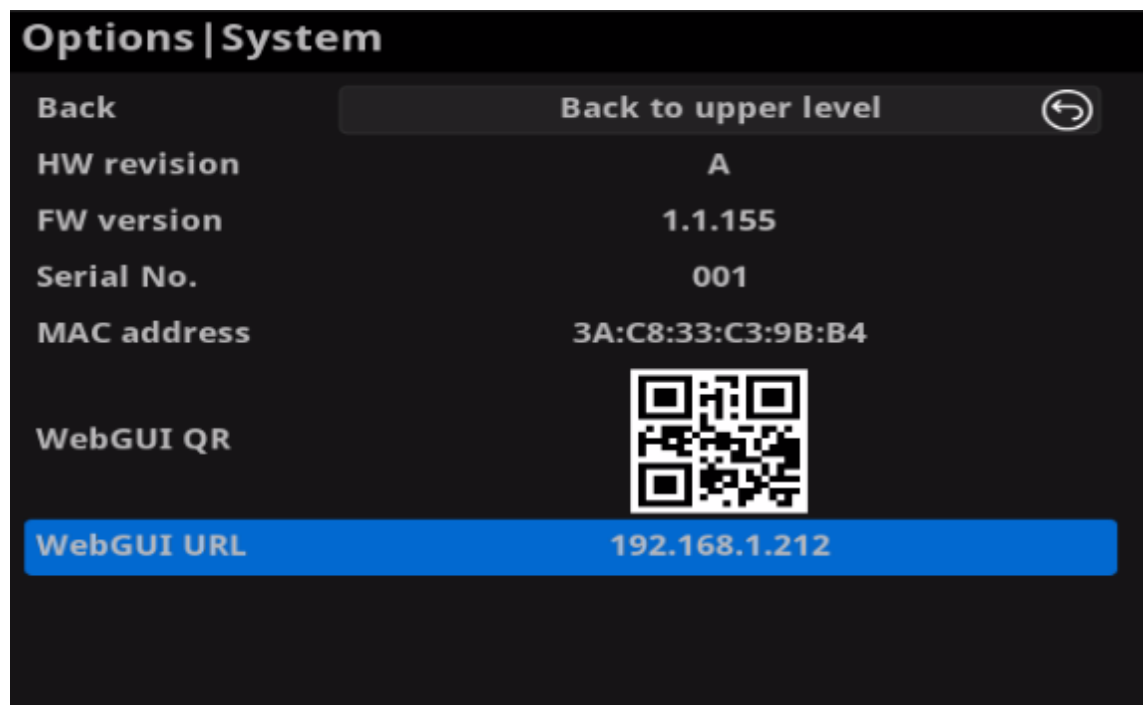 Options|System
Back Back to upper level
HW revision A
FW version 1.1.155
Serial No. 001
MAC address 3A:C8:33:C3:9B:B4
WebGUI QR
WebGUI URL 192.168.1.212